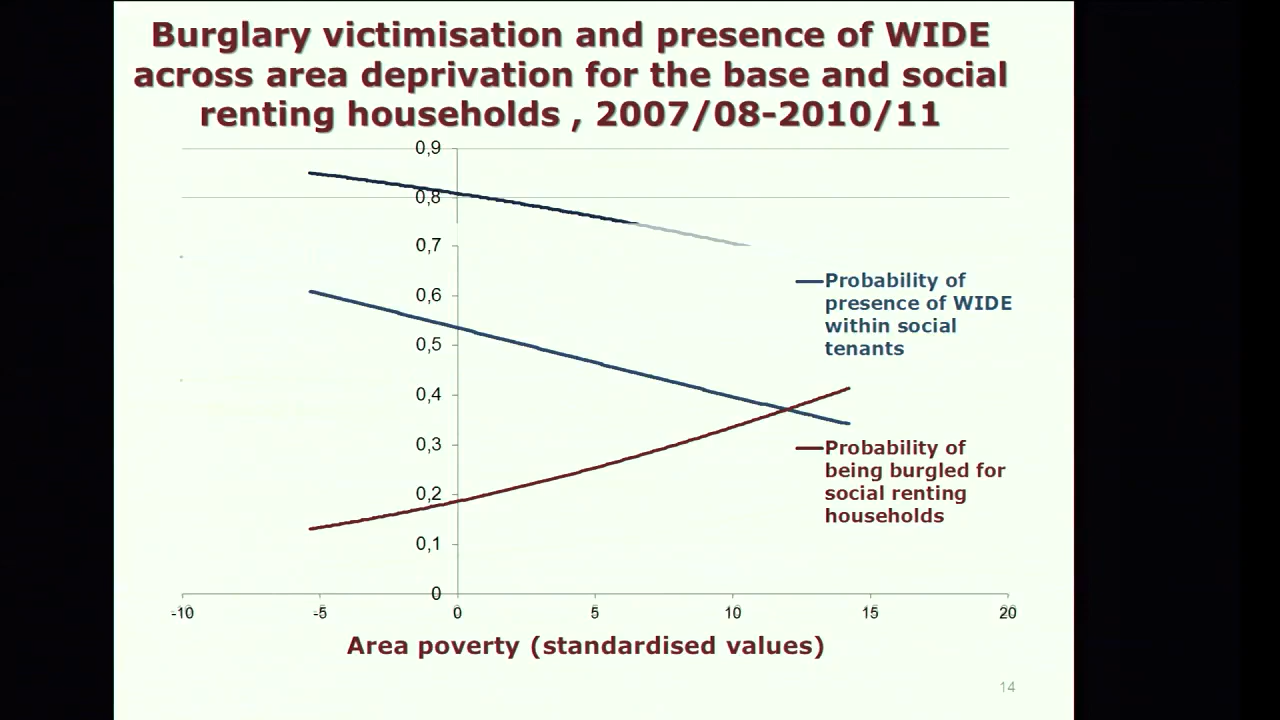 Burglary victimisation and presence of WIDE
across area deprivation for the base and social
renting households , 2007/08-2010/11
0,9
0,8
0,7
0,6
0,5
0,4
0,3
0,2
0,1
0
-10
-5
0
5
10
15
20
Probability of
presence of WIDE
within social
tenants
Probability of
being burgled for
social renting
households
Area poverty (standardised values)
14